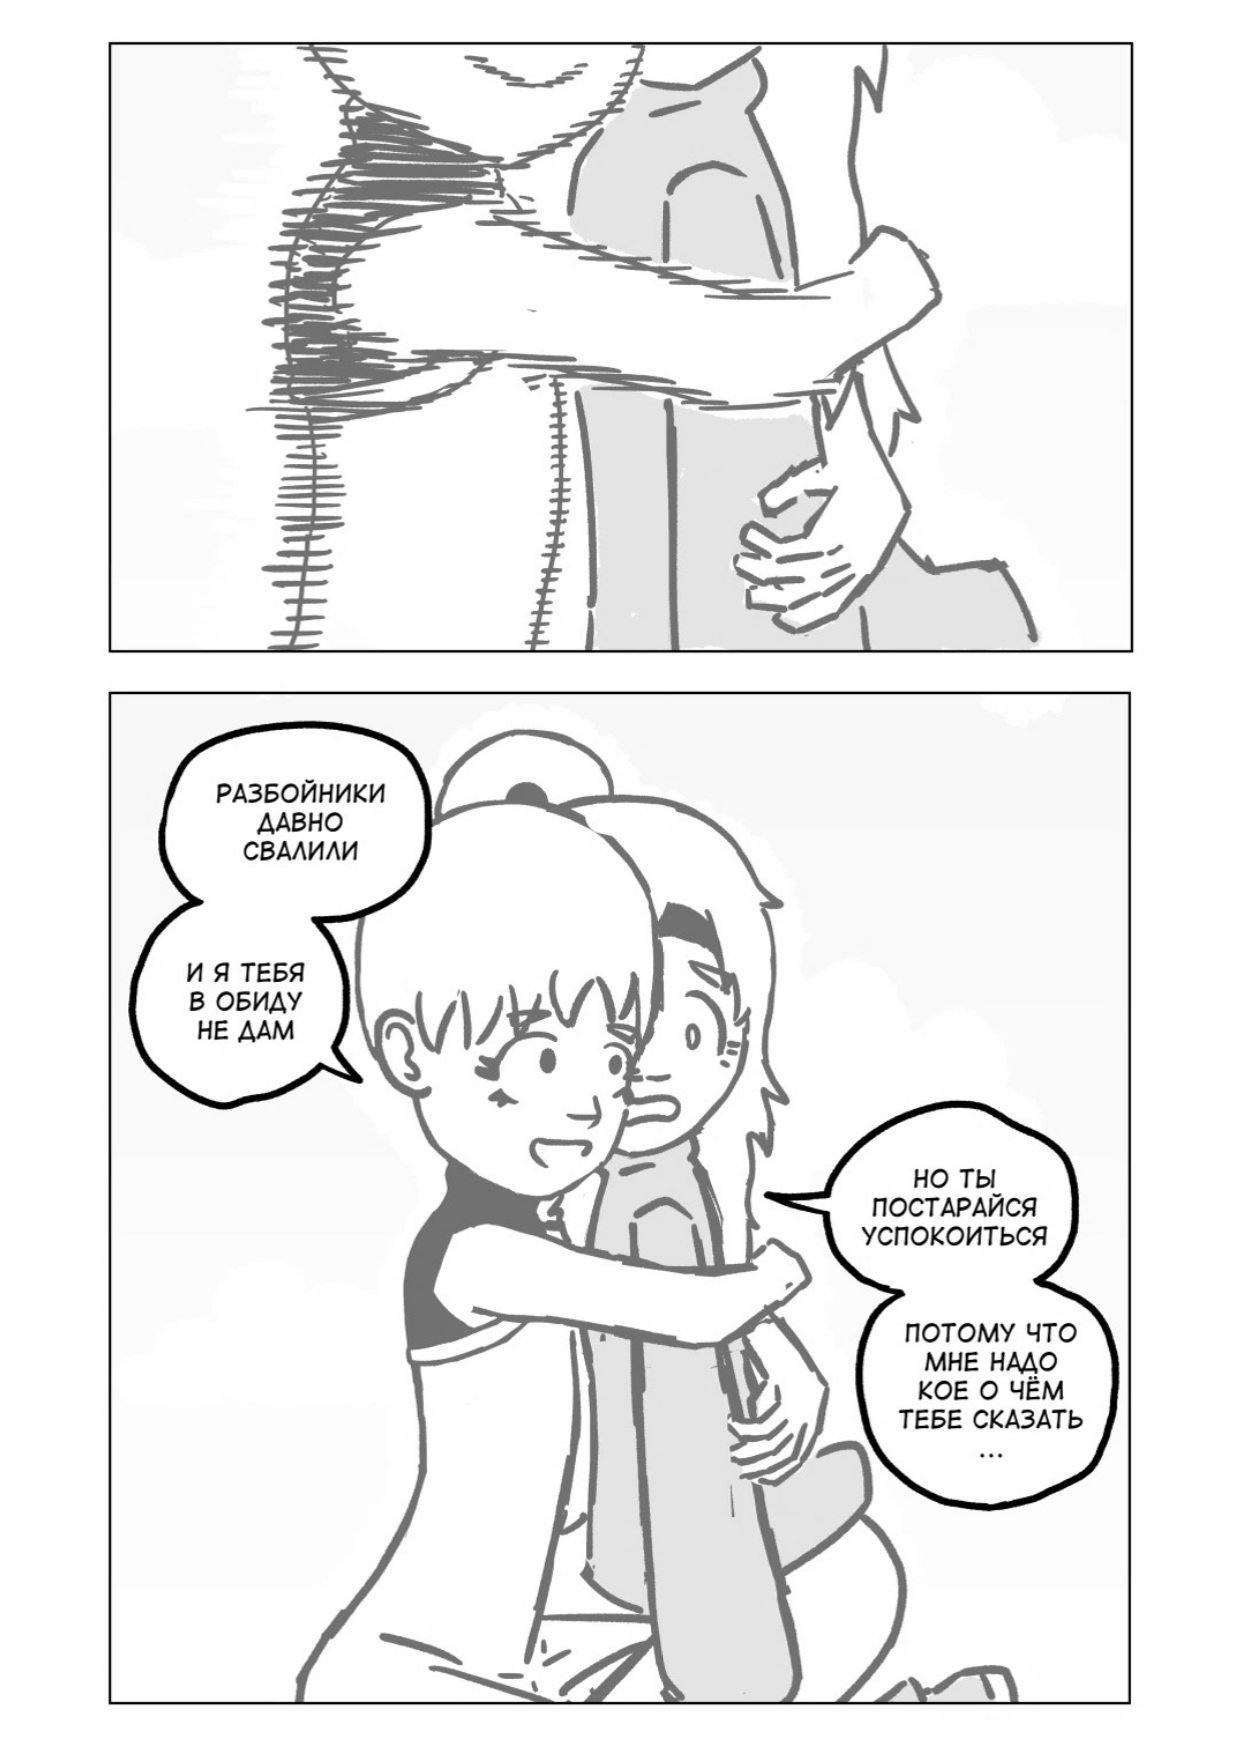 РАЗБОЙНИКИ
ДАВНО
СВАЛИЛИ
И Я ТЕБЯ
В ОБИДУ
НЕ ДАМ
НО ТЫ
ПОСТАРАЙСЯ
УСПОКОИТЬСЯ
ПОТОМУ ЧТО
МНЕ НАДО
КОЕ О ЧЁМ
ТЕБЕ СКАЗАТЬ
...